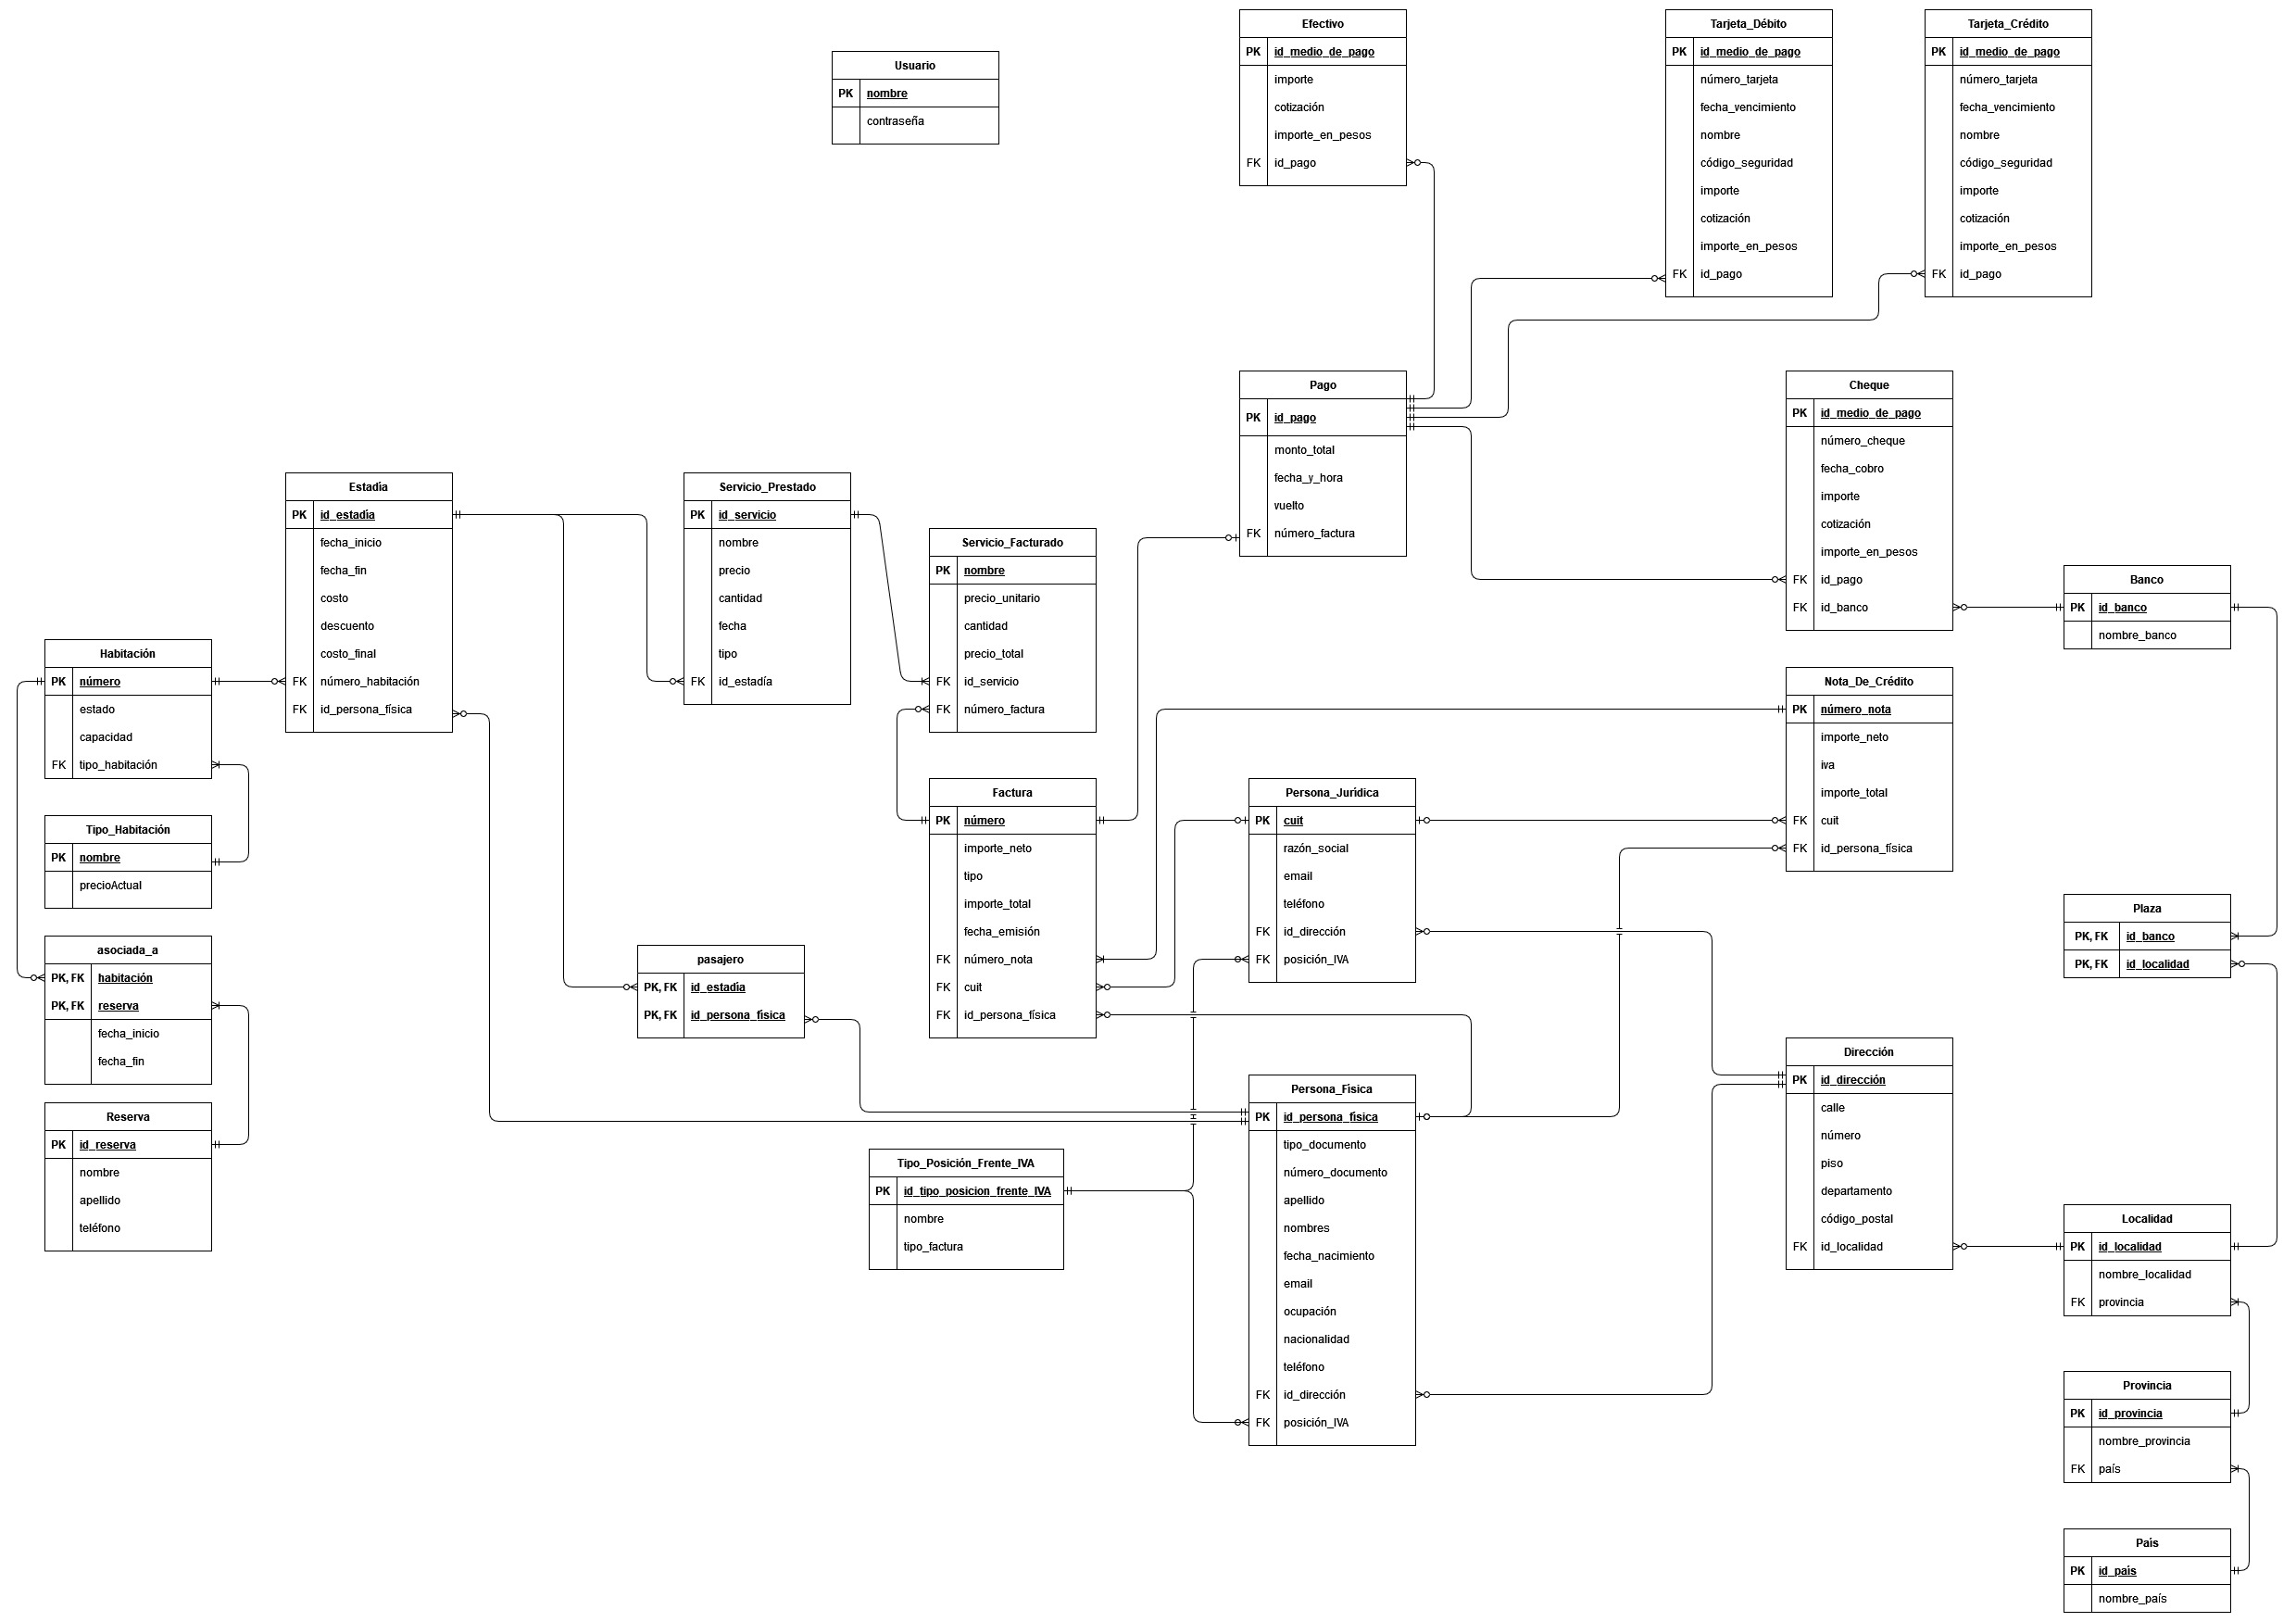 Usuario
PK nombre
contraseña
Efectivo
PK id_medio_de_pago
importe
cotización
importe_en_pesos
FK id_pago
Tarjeta_Débito
PK id_medio_de_pago
número_tarjeta
fecha_vencimiento
nombre
código_seguridad
importe
cotización
importe_en_pesos
FK id_pago
Tarjeta_Crédito
PK id_medio_de_pago
número_tarjeta
fecha_vencimiento
nombre
código_seguridad
importe
cotización
importe_en_pesos
FK id_pago
Pago
PK id_pago
monto_total
fecha_y_hora
vuelto
FK número_factura
Cheque
PK id_medio_de_pago
número_cheque
fecha_cobro
importe
cotización
importe_en_pesos
FK id_pago
FK id_banco
Banco
PK id_banco
nombre_banco
Estadía
PK id_estadía
fecha_inicio
fecha_fin
costo
descuento
costo_final
FK número_habitación
FK id_persona_física
Servicio_Prestado
PK id_servicio
nombre
precio
cantidad
fecha
tipo
FK id_estadía
Servicio_Facturado
PK nombre
precio_unitario
cantidad
precio_total
FK id_servicio
FK número_factura
Habitación
PK número
estado
capacidad
FK tipo_habitación
Tipo_Habitación
PK nombre
precioActual
asociada_a
PK, FK habitación
PK, FK reserva
fecha_inicio
fecha_fin
Reserva
PK id_reserva
nombre
apellido
teléfono
pasajero
PK, FK id_estadía
PK, FK id_persona_física
Factura
PK número
importe_neto
tipo
importe_total
fecha_emisión
FK número_nota
FK cuit
FK id_persona_física
Persona_Jurídica
PK cuit
razón_social
email
teléfono
FK id_dirección
FK posición_IVA
Nota_De_Crédito
PK número_nota
importe_neto
iva
importe_total
FK cuit
FK id_persona_física
Plaza
PK, FK id_banco
PK, FK id_localidad
Tipo_Posición_Frente_IVA
PK id_tipo_posicion_frente_IVA
nombre
tipo_factura
Persona_Física
PK id_persona_física
tipo_documento
número_documento
apellido
nombres
fecha_nacimiento
email
ocupación
nacionalidad
teléfono
FK id_dirección
FK posición_IVA
Dirección
PK id_dirección
calle
número
piso
departamento
código_postal
FK id_localidad
Localidad
PK id_localidad
nombre_localidad
FK provincia
Provincia
PK id_provincia
nombre_provincia
FK país
País
PK id_país
nombre_país